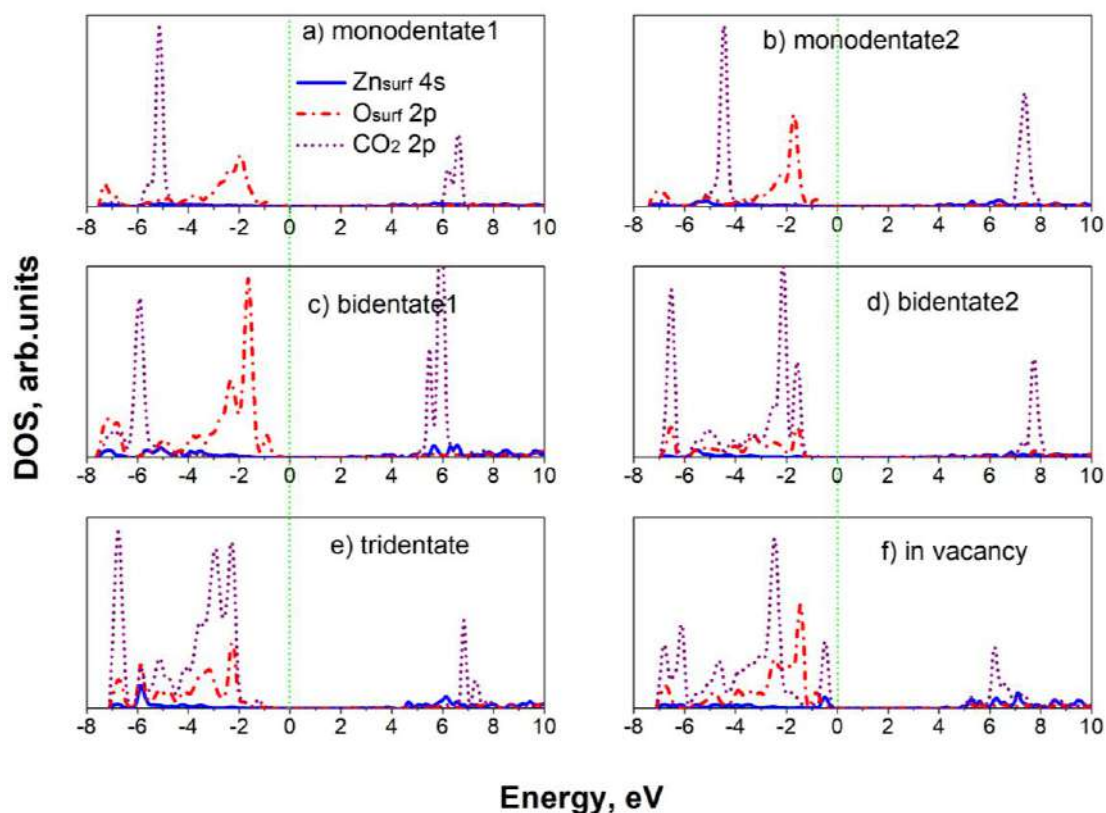 a) monodentate1
Znsurf 4s
Osurf 2p
CO2 2p
-8 -6 -4 -2 0 2 4 6 8 10
b) monodentate2
-8 -6 -4 -2 0 2 4 6 8 10
c) bidentate1
-8 -6 -4 -2 0 2 4 6 8 10
d) bidentate2
-8 -6 -4 -2 0 2 4 6 8 10
e) tridentate
-8 -6 -4 -2 0 2 4 6 8 10
f) in vacancy
-8 -6 -4 -2 0 2 4 6 8 10
DOS, arb.units
Energy, eV